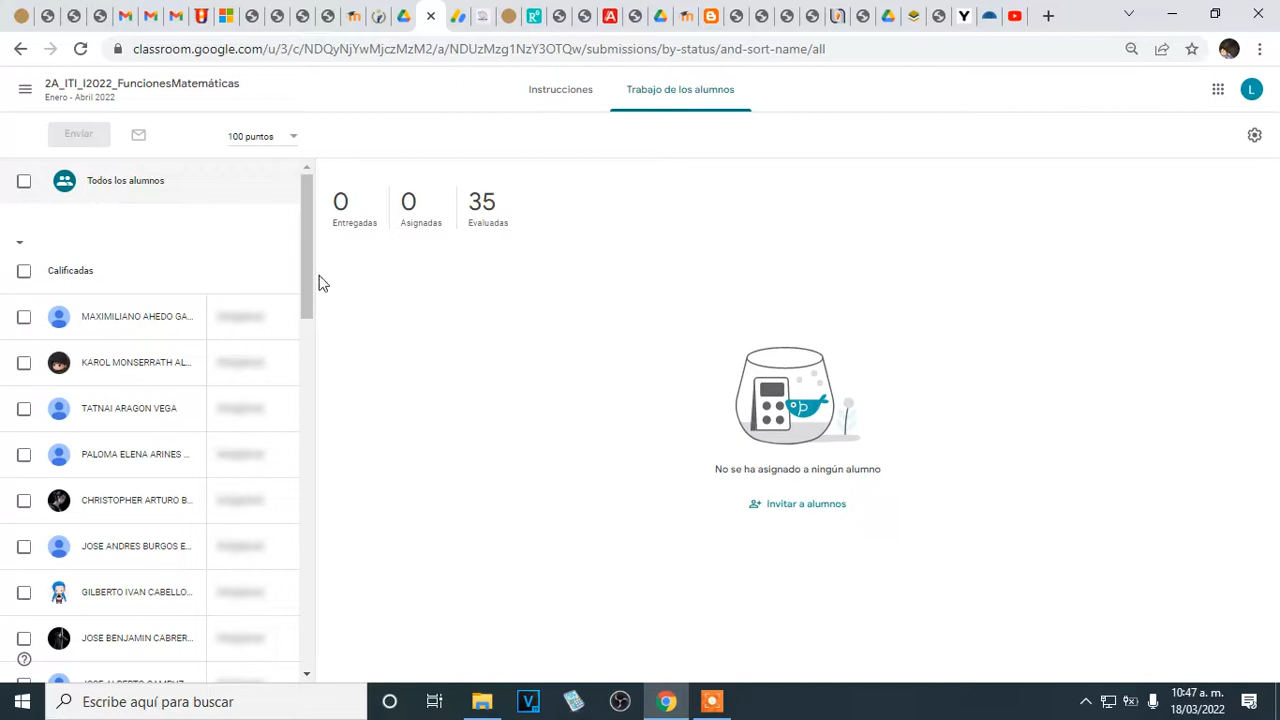 classroom.google.com/u/3/c/NDQyNjYwMjczMzM2/a/NDUzMzg1NzY3OTQw/submissions/by-status/and-sort-name/all
2A_ITI_I2022_FuncionesMatemáticas
Enero - Abril 2022
Instrucciones
Trabajo de los alumnos
L
Enviar
100 puntos
Todos los alumnos
0
Entregadas
0
Asignadas
35
Evaluadas
Calificadas
MAXIMILIANO AHEDO GA...
KAROL MONSERRATH AL...
TATNAI ARAGON VEGA
PALOMA ELENA ARINES ...
CHRISTOPHER ARTURO B...
JOSE ANDRES BURGOS E...
GILBERTO IVAN CABELLO...
JOSE BENJAMIN CABRER...
No se ha asignado a ningún alumno
Invitar a alumnos
Escribe aquí para buscar
10:47 a. m.
18/03/2022